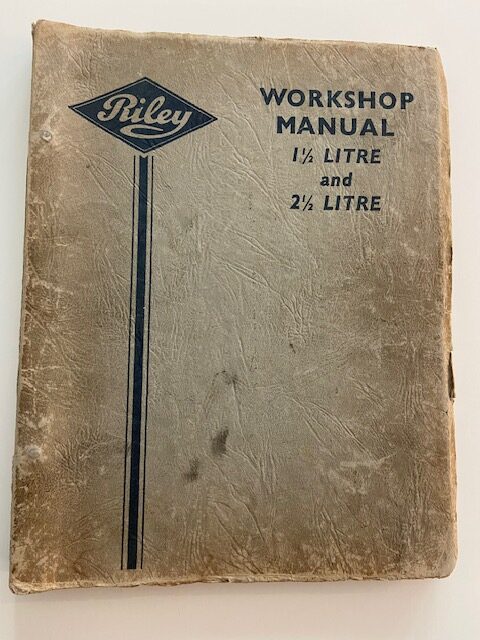 Riley
WORKSHOP
MANUAL
1½ LITRE
and
2½ LITRE